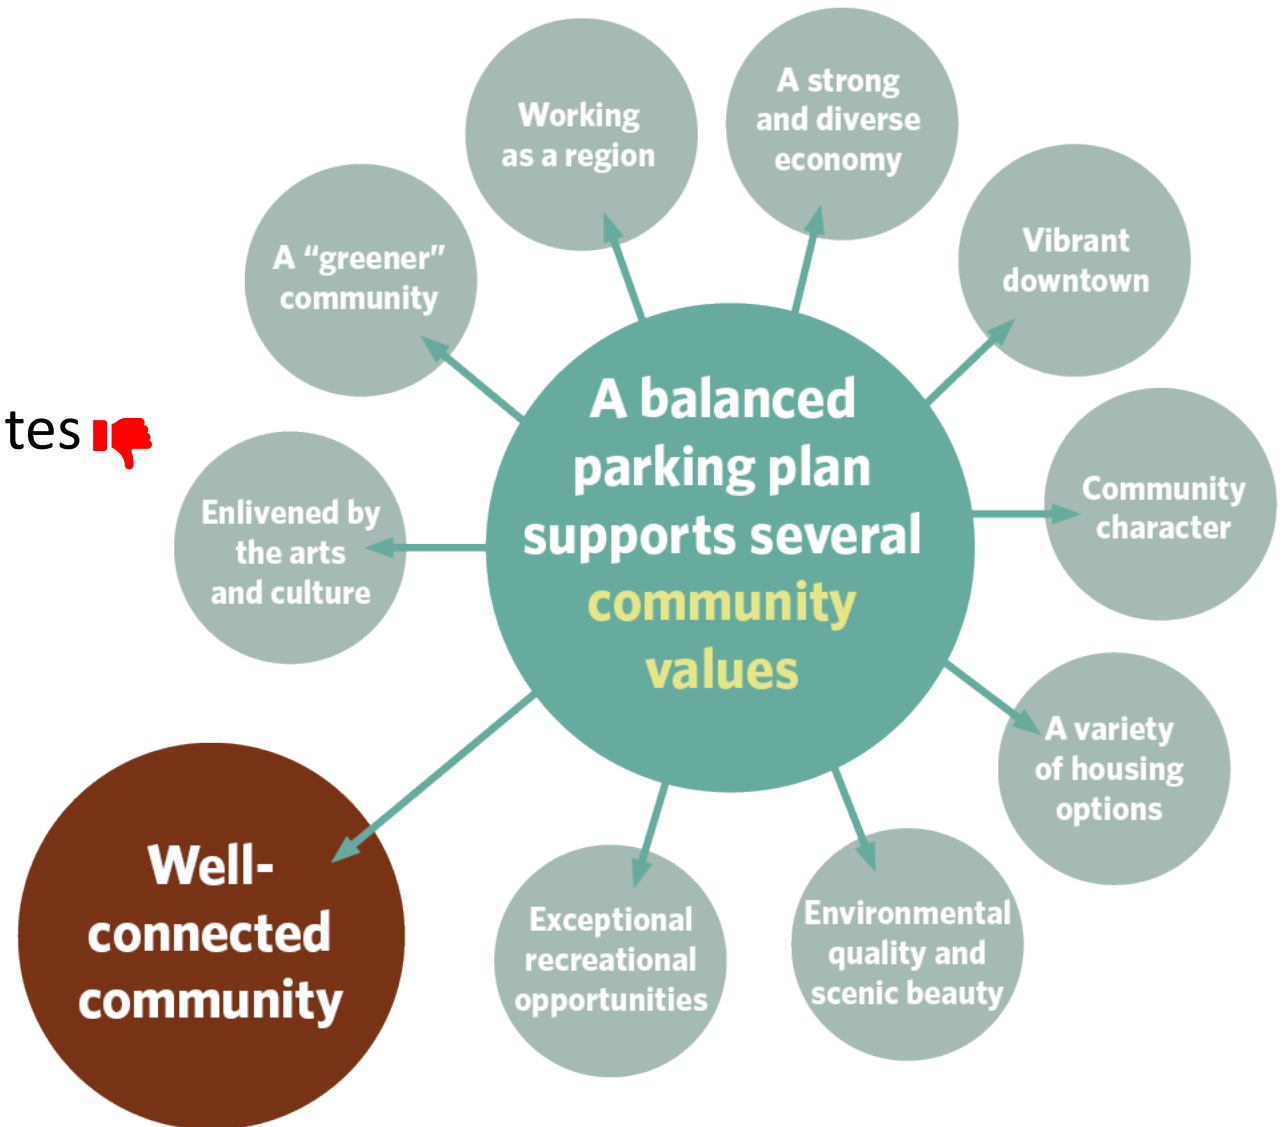 Working
as a region
A strong
and diverse
economy
A “greener”
community
Vibrant
downtown
A balanced
parking plan
supports several
community
values
tes
Community
character
Enlivened by
the arts
and culture
A variety
of housing
options
Well-
connected
community
Exceptional
recreational
opportunities
Environmental
quality and
scenic beauty